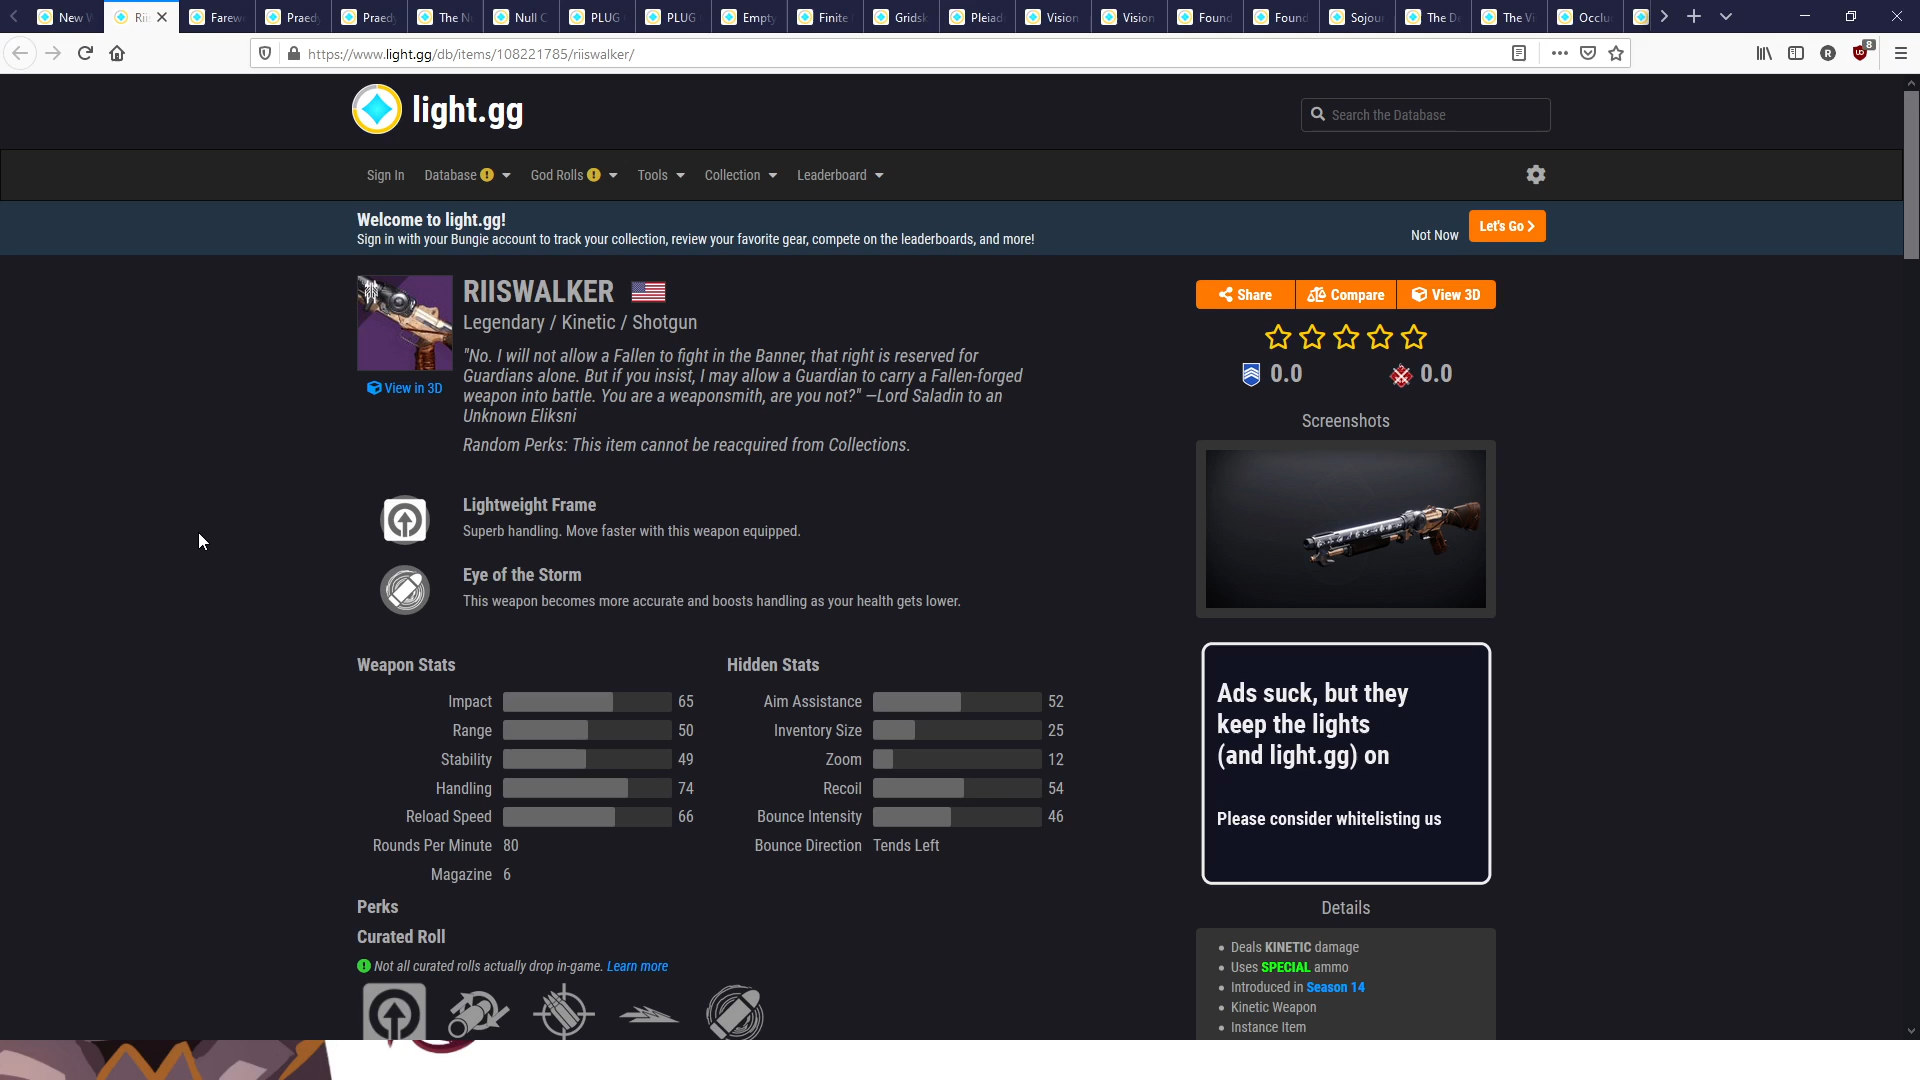 New
Rii
Farew
Praedy
Praedy
The N
Null C
PLUG
PLUG
Empty
Finite
Gridsk
Pleiad
Vision
Vision
Found
Found
Sojou
The D
The Vi
Occlu
https://www.light.gg/db/items/108221785/riiswalker/
8
light.gg
Search the Database
Sign In
Database
God Rolls
Tools
Collection
Leaderboard
Welcome to light.gg!
Sign in with your Bungie account to track your collection, review your favorite gear, compete on the leaderboards, and more!
Not Now
Let's Go
RIISWALKER
Legendary / Kinetic / Shotgun
"No. I will not allow a Fallen to fight in the Banner, that right is reserved for
Guardians alone. But if you insist, I may allow a Guardian to carry a Fallen-forged
weapon into battle. You are a weaponsmith, are you not?" —Lord Saladin to an
Unknown Eliksni
Random Perks: This item cannot be reacquired from Collections.
View in 3D
Share
Compare
View 3D
0.0
0.0
Screenshots
Lightweight Frame
Superb handling. Move faster with this weapon equipped.
Eye of the Storm
This weapon becomes more accurate and boosts handling as your health gets lower.
Weapon Stats
Impact 65
Range 50
Stability 49
Handling 74
Reload Speed 66
Rounds Per Minute 80
Magazine 6
Hidden Stats
Aim Assistance 52
Inventory Size 25
Zoom 12
Recoil 54
Bounce Intensity 46
Bounce Direction Tends Left
Ads suck, but they
keep the lights
(and light.gg) on
Please consider whitelisting us
Perks
Curated Roll
Not all curated rolls actually drop in-game. Learn more
Details
Deals KINETIC damage
Uses SPECIAL ammo
Introduced in Season 14
Kinetic Weapon
Instance Item